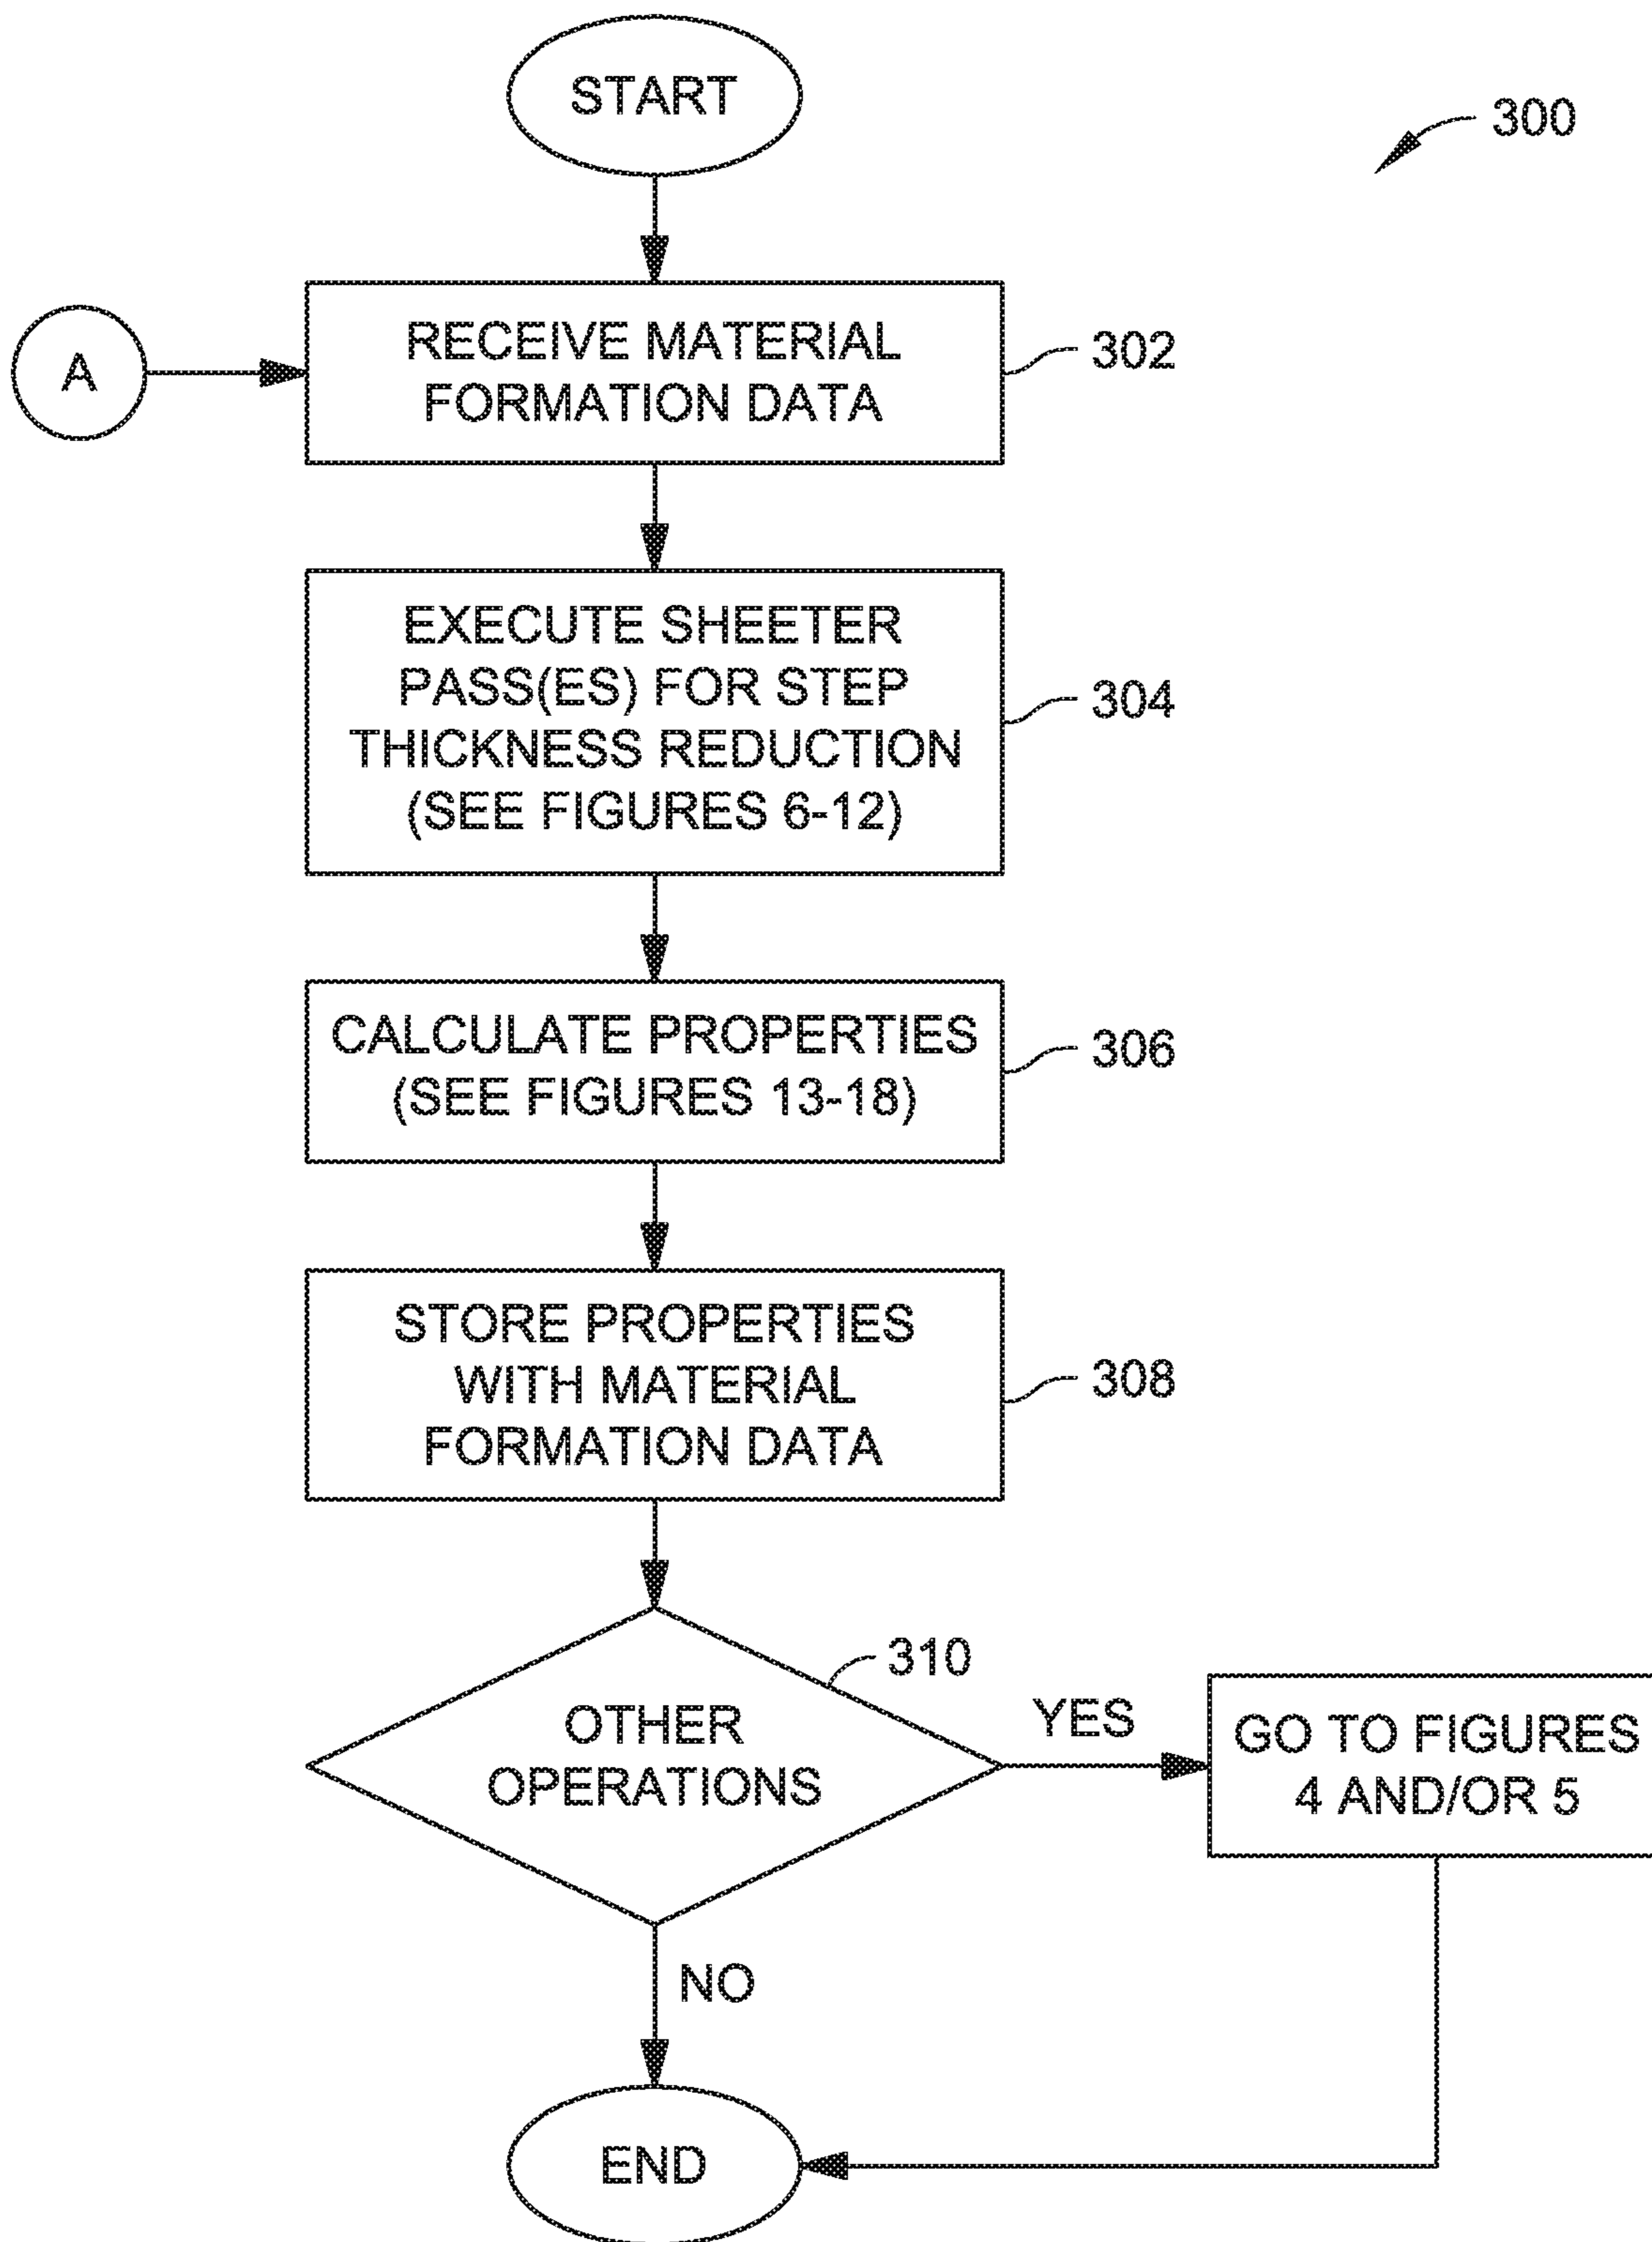 START
300
A
RECEIVE MATERIAL
FORMATION DATA
302
EXECUTE SHEETER
PASS(ES) FOR STEP
THICKNESS REDUCTION
(SEE FIGURES 6-12)
304
CALCULATE PROPERTIES
(SEE FIGURES 13-18)
306
STORE PROPERTIES
WITH MATERIAL
FORMATION DATA
308
310
OTHER
OPERATIONS
YES
GO TO FIGURES
4 AND/OR 5
NO
END